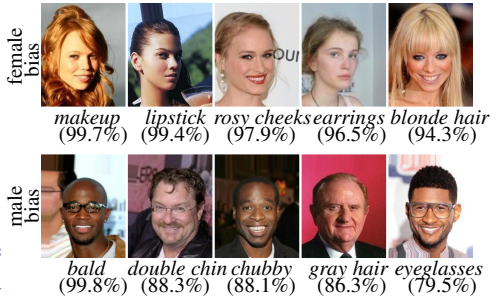 female
bias
makeup lipstick rosy cheeks earrings blonde hair
(99.7%) (99.4%) (97.9%) (96.5%) (94.3%)
male
bias
bald double chin chubby gray hair eyeglasses
(99.8%) (88.3%) (88.1%) (86.3%) (79.5%)